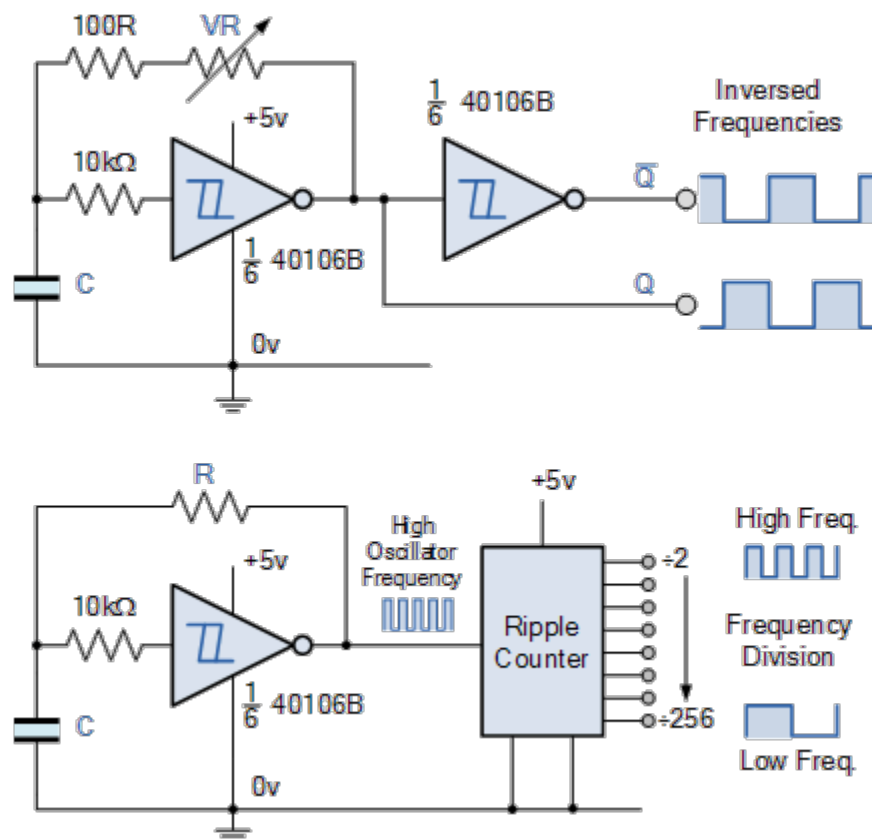 100R
VR
+5v
10kΩ
1/6 40106B
C
0v
1/6 40106B
Inversed
Frequencies
Q̅
Q
R
+5v
10kΩ
1/6 40106B
C
0v
High
Oscillator
Frequency
+5v
Ripple
Counter
÷2
÷256
High Freq.
Frequency
Division
Low Freq.